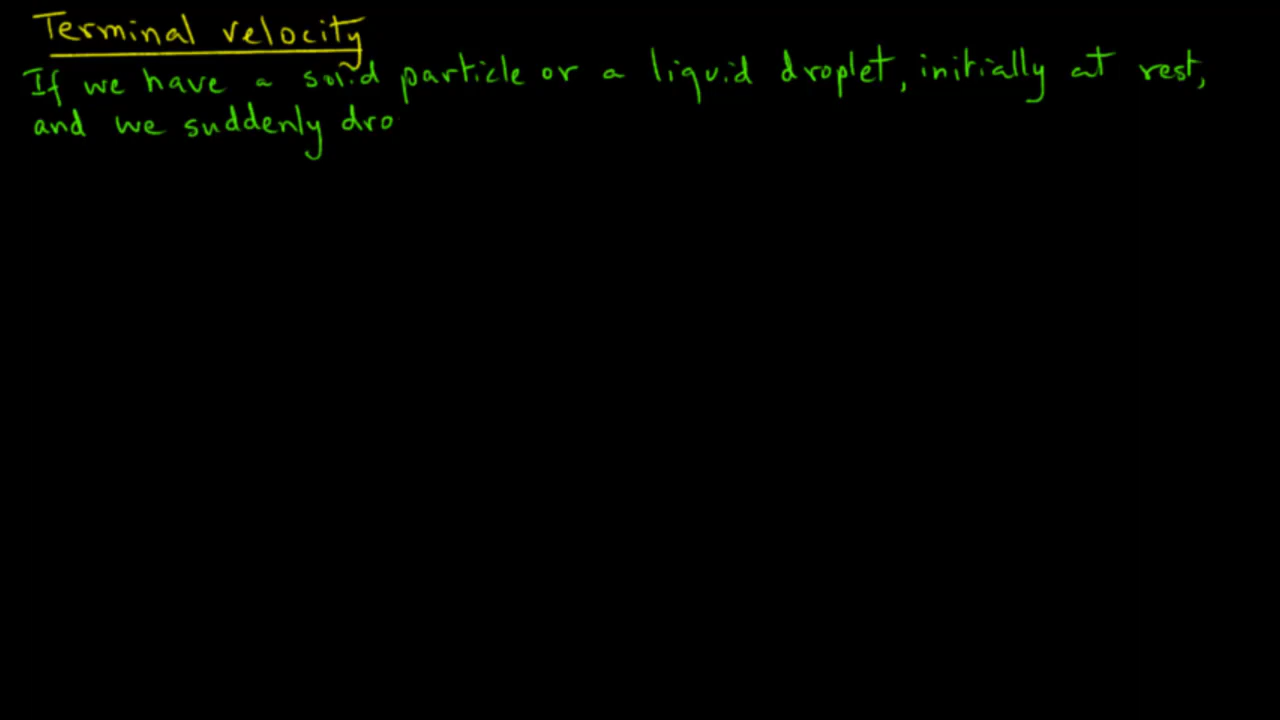 Terminal velocity
If we have a solid particle or a liquid droplet, initially at rest,
and we suddenly dro